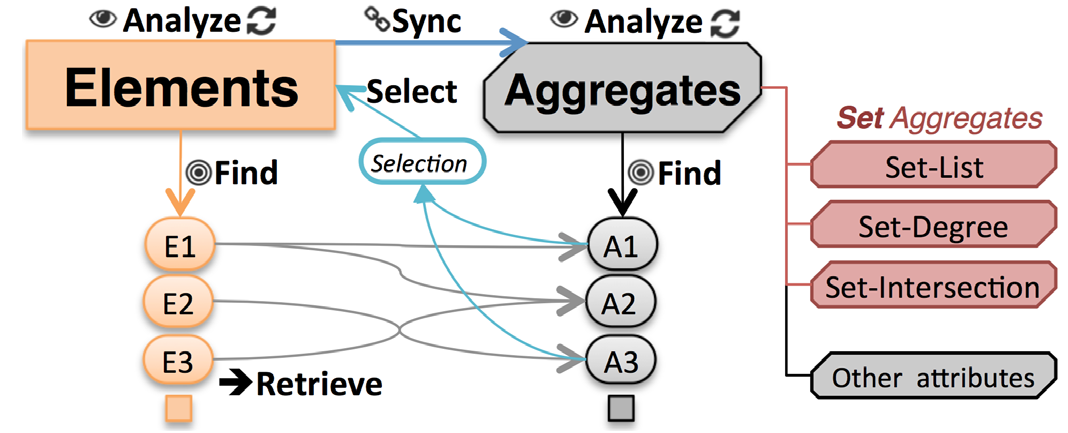 Analyze
Sync
Analyze
Elements
Select
Aggregates
Set Aggregates
Selection
Set-List
Find
Find
Set-Degree
E1
A1
Set-Intersection
E2
A2
E3
A3
Retrieve
Other attributes